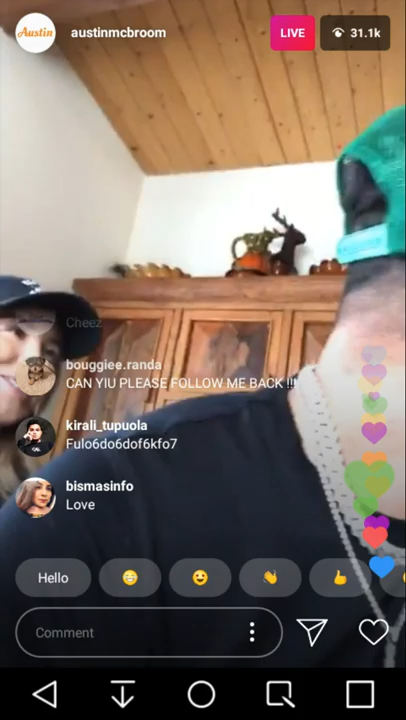 Austin
austinmcbroom
LIVE
31.1k
Cheez
bouggiee.randa
CAN YIU PLEASE FOLLOW ME BACK !!!
kirali_tupuola
Fulo6do6dof6kfo7
bismasinfo
Love
Hello
Comment